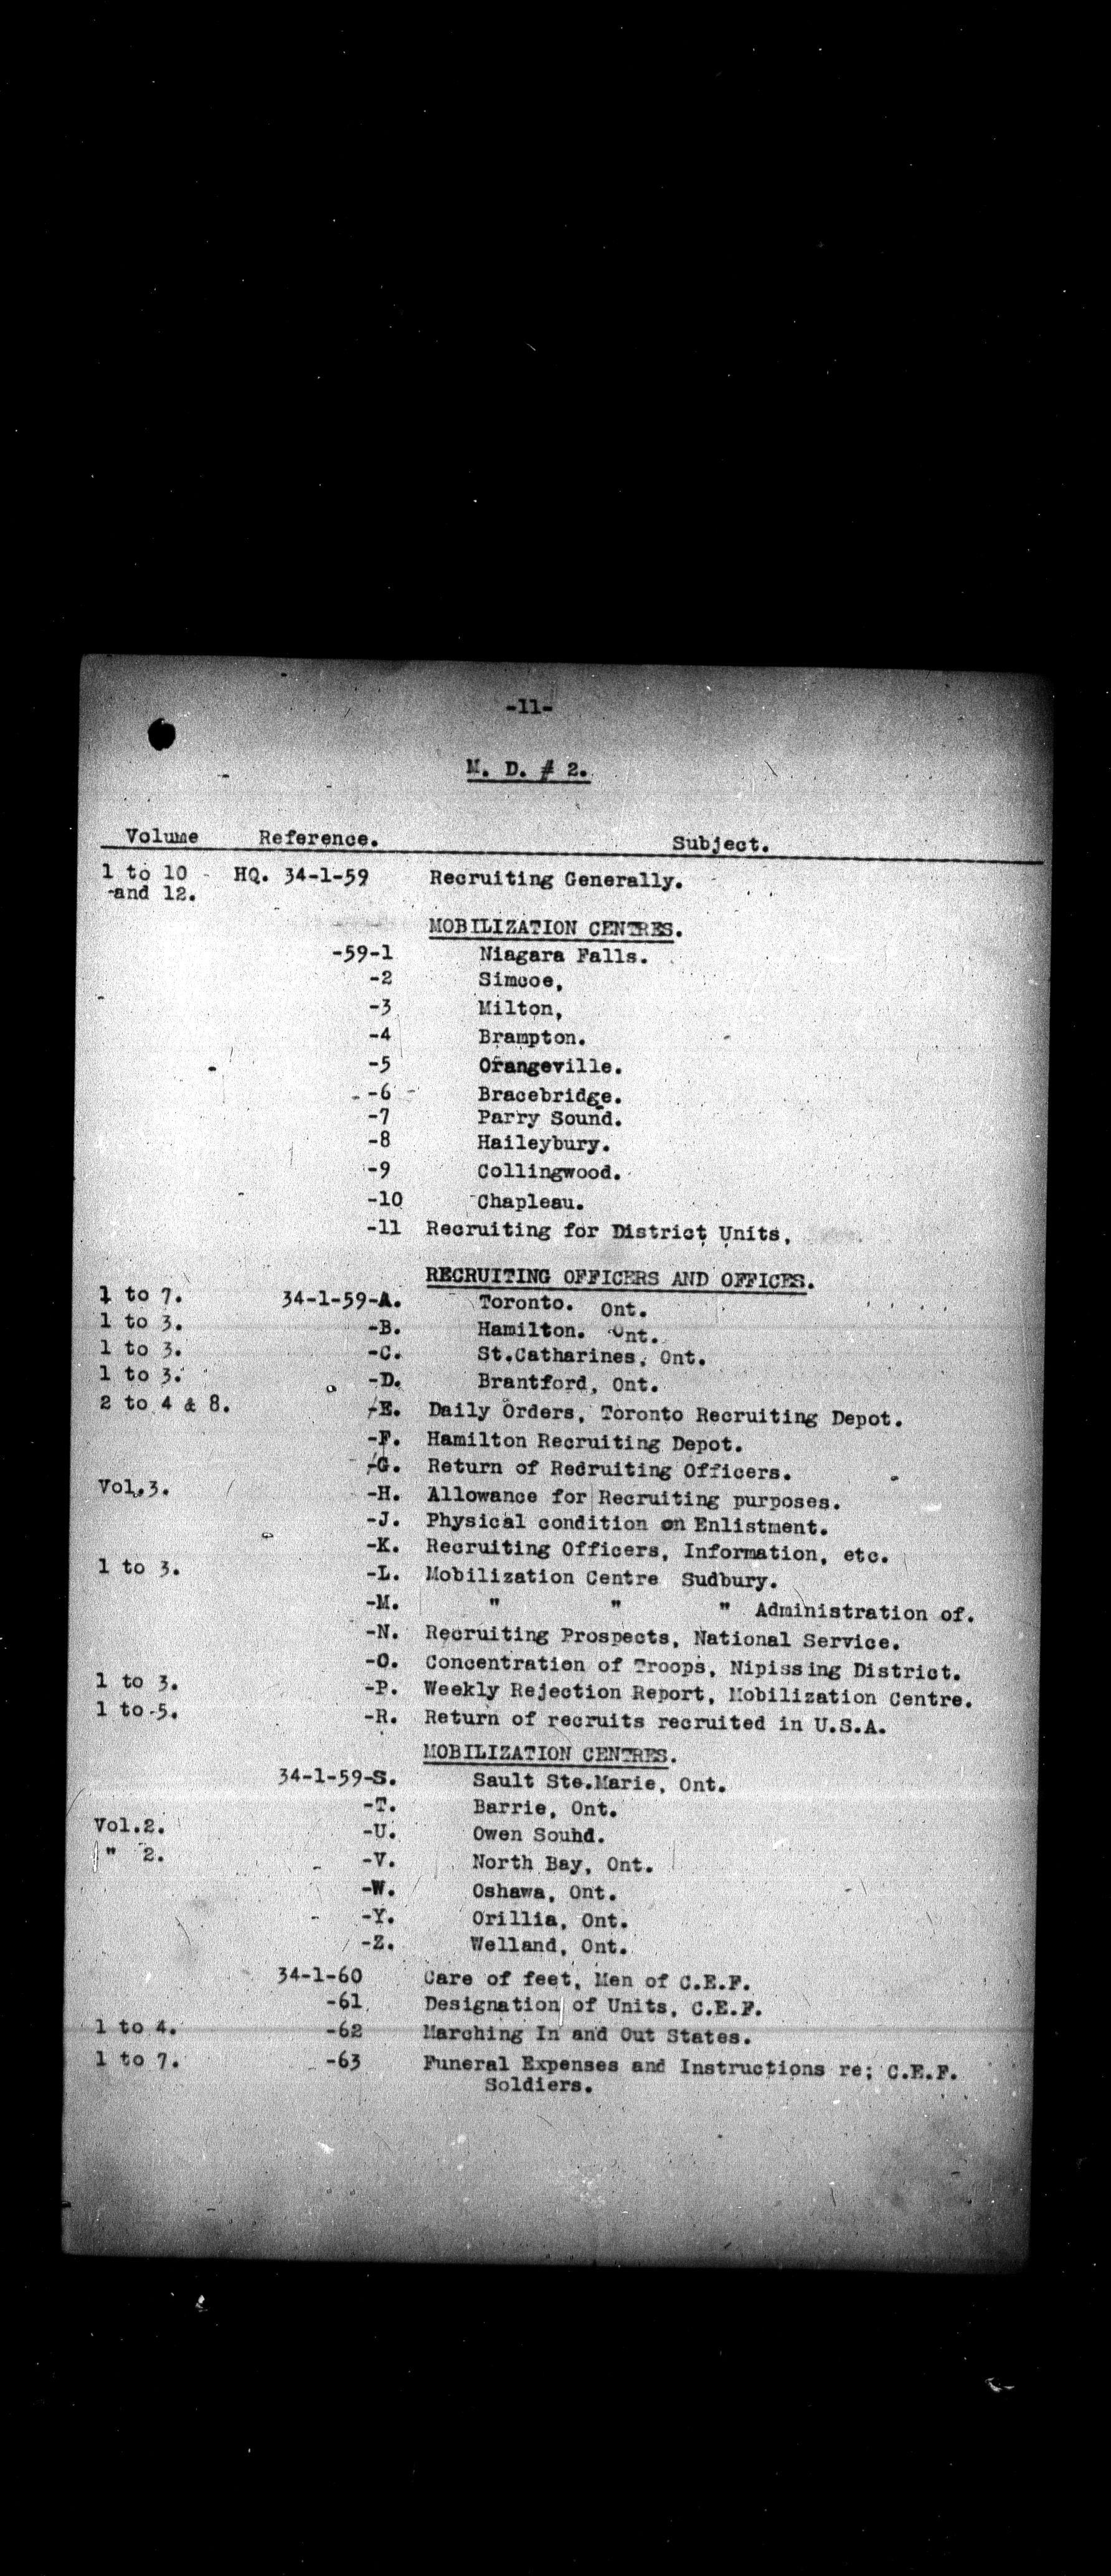 -11-
M. D. # 2.
Volume Reference. Subject.
1 to 10 HQ. 34-1-59 Recruiting Generally.
and 12.
MOBILIZATION CENTRES.
-59-1 Niagara Falls.
-2 Simcoe,
-3 Milton,
-4 Brampton.
-5 Orangeville.
-6 Bracebridge.
-7 Parry Sound.
-8 Haileybury.
-9 Collingwood.
-10 Chapleau.
-11 Recruiting for District Units,
RECRUITING OFFICERS AND OFFICES.
1 to 7. 34-1-59-A. Toronto. Ont.
1 to 3. -B. Hamilton. Ont.
1 to 3. -C. St.Catharines, Ont.
1 to 3. -D. Brantford, Ont.
2 to 4 & 8. -E. Daily Orders, Toronto Recruiting Depot.
-F. Hamilton Recruiting Depot.
-G. Return of Redruiting Officers.
Vol.3. -H. Allowance for Recruiting purposes.
-J. Physical condition on Enlistment.
-K. Recruiting Officers, Information, etc.
1 to 3. -L. Mobilization Centre Sudbury.
-M. " " " Administration of.
-N. Recruiting Prospects, National Service.
-O. Concentration of Troops, Nipissing District.
1 to 3. -P. Weekly Rejection Report, Mobilization Centre.
1 to 5. -R. Return of recruits recruited in U.S.A.
MOBILIZATION CENTRES.
34-1-59-S. Sault Ste.Marie, Ont.
-T. Barrie, Ont.
Vol.2. -U. Owen Souhd.
" 2. -V. North Bay, Ont.
-W. Oshawa, Ont.
-Y. Orillia, Ont.
-Z. Welland, Ont.
34-1-60 Care of feet, Men of C.E.F.
-61 Designation of Units, C.E.F.
1 to 4. -62 Marching In and Out States.
1 to 7. -63 Funeral Expenses and Instructions re; C.E.F.
Soldiers.